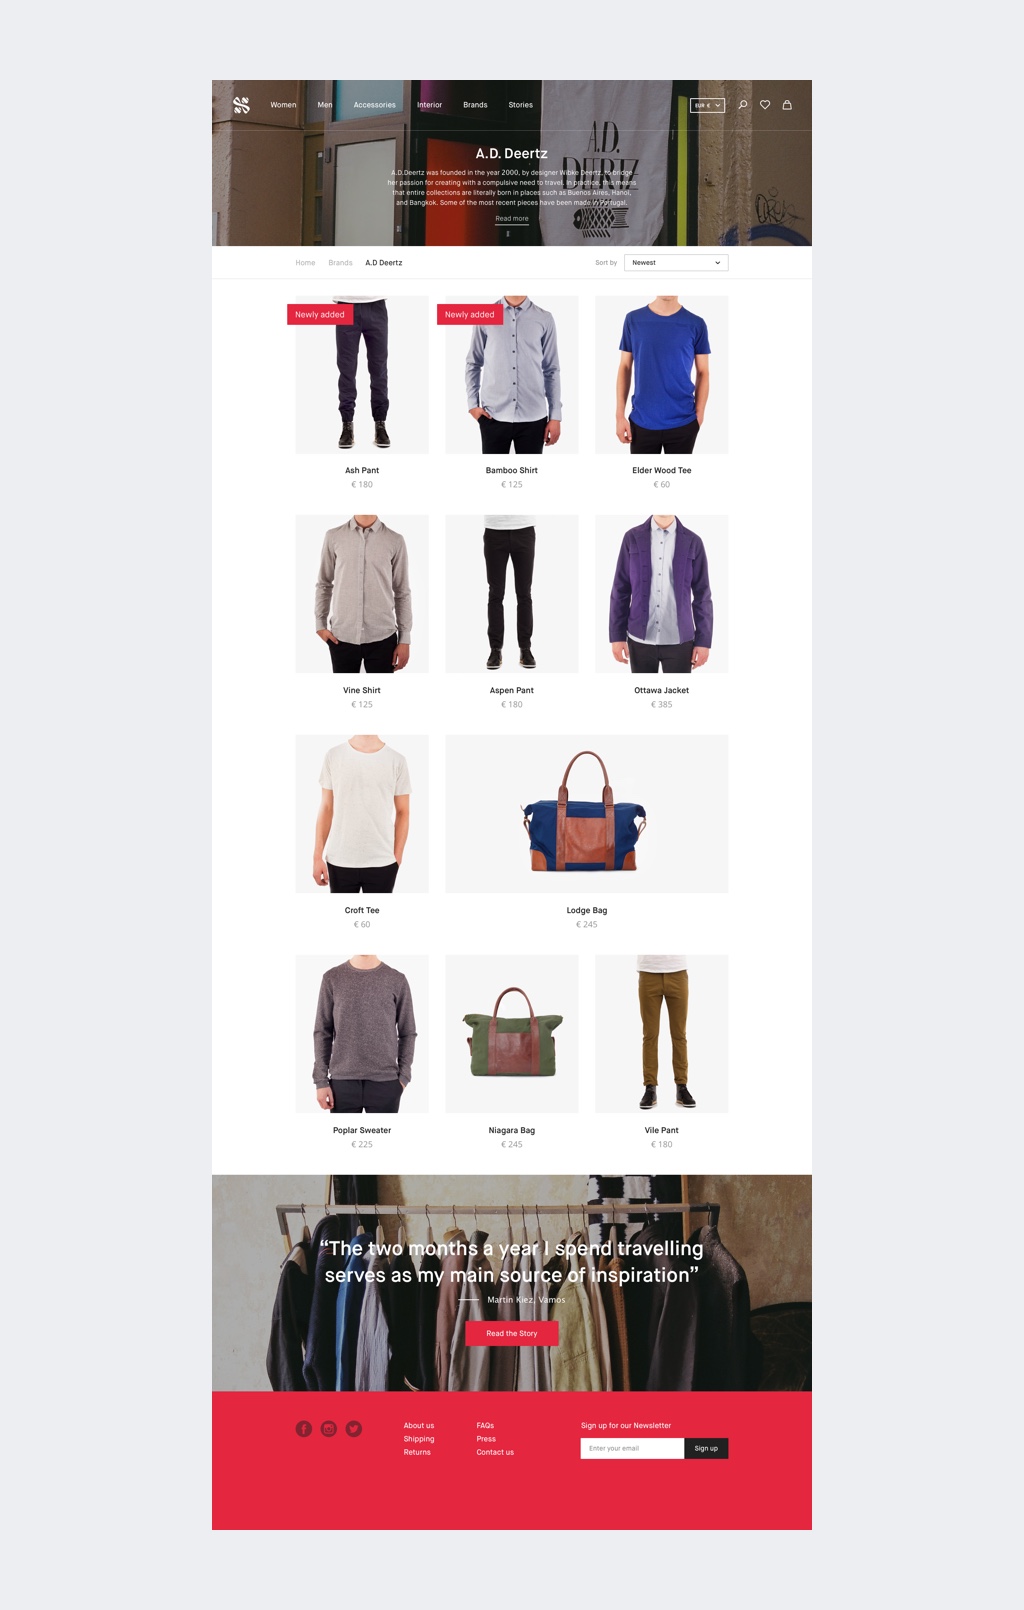 Women
Men
Accessories
Interior
Brands
Stories
EUR €
A.D.
DEERTZ
A.D. Deertz
A.D.Deertz was founded in the year 2000, by designer Wibke Deertz, to bridge
her passion for creating with a compulsive need to travel. In practice, this means
that entire collections are literally born in places such as Buenos Aires, Hanoi,
and Bangkok. Some of the most recent pieces have been made in Portugal.
Read more
Home
Brands
A.D Deertz
Sort by
Newest
Newly added
Newly added
Ash Pant
€ 180
Bamboo Shirt
€ 125
Elder Wood Tee
€ 60
Vine Shirt
€ 125
Aspen Pant
€ 180
Ottawa Jacket
€ 385
Croft Tee
€ 60
Lodge Bag
€ 245
Poplar Sweater
€ 225
Niagara Bag
€ 245
Vile Pant
€ 180
“The two months a year I spend travelling
serves as my main source of inspiration”
Martin Kiez, Vamos
Read the Story
About us
Shipping
Returns
FAQs
Press
Contact us
Sign up for our Newsletter
Enter your email
Sign up